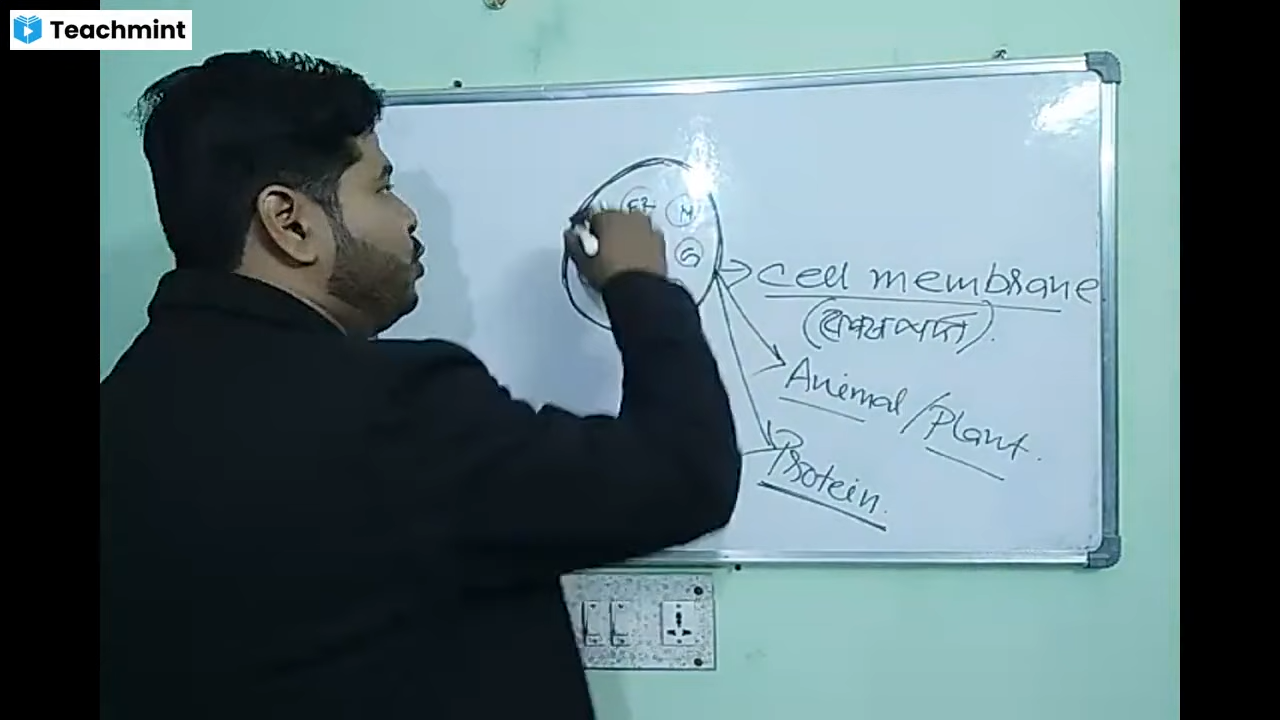 Teachmint
ER M
G
Cell membrane
Animal / Plant.
Protein.